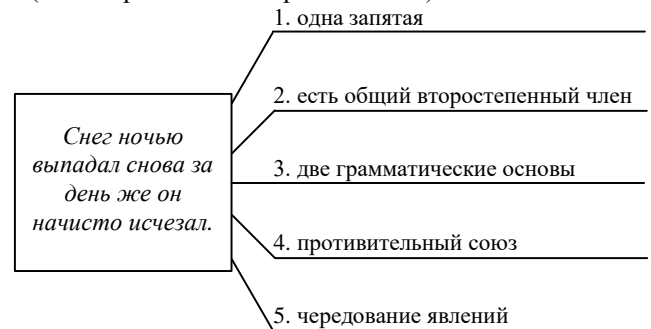 1. одна запятая
2. есть общий второстепенный член
Снег ночью
выпадал снова за
день же он
начисто исчезал.
3. две грамматические основы
4. противительный союз
5. чередование явлений